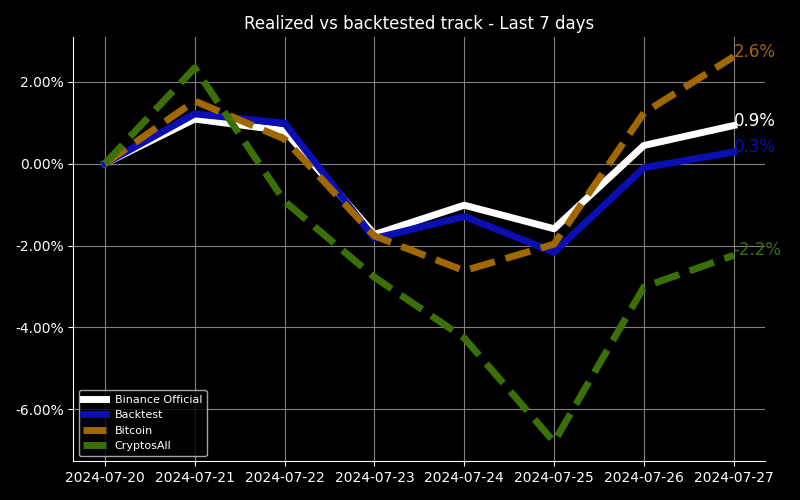 Realized vs backtested track - Last 7 days
2.6%
2.00%
0.9%
0.3%
0.00%
-2.00%
-2.2%
-4.00%
-6.00%
Binance Official
Backtest
Bitcoin
CryptosAll
2024-07-20 2024-07-21 2024-07-22 2024-07-23 2024-07-24 2024-07-25 2024-07-26 2024-07-27